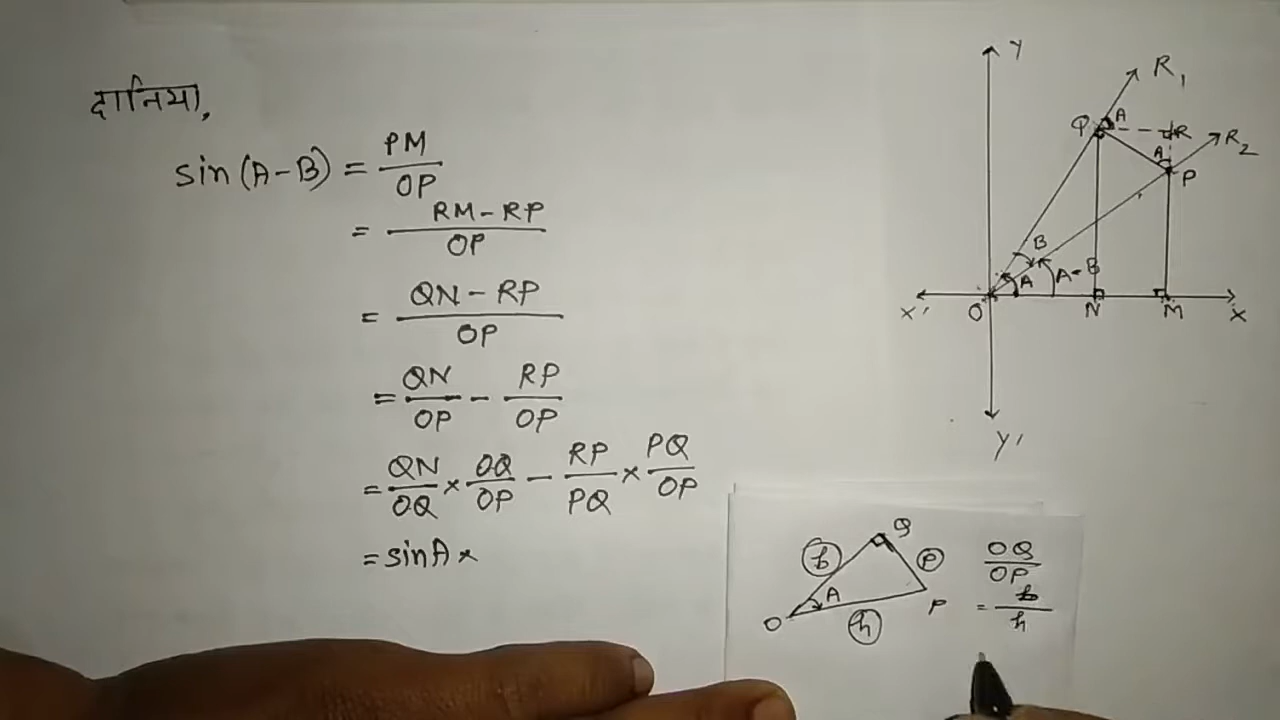 दानिया,
sin(A-B) = PM/OP
= RM-RP/OP
= QN-RP/OP
= QN/OP - RP/OP
= QN/OQ × OQ/OP - RP/PQ × PQ/OP
= sinA ×
Y
R1
Q A R R2
A P
B
A A-B
X' O N M X
Y'
Q
b p
A
O h P
OQ/OP
= b/h